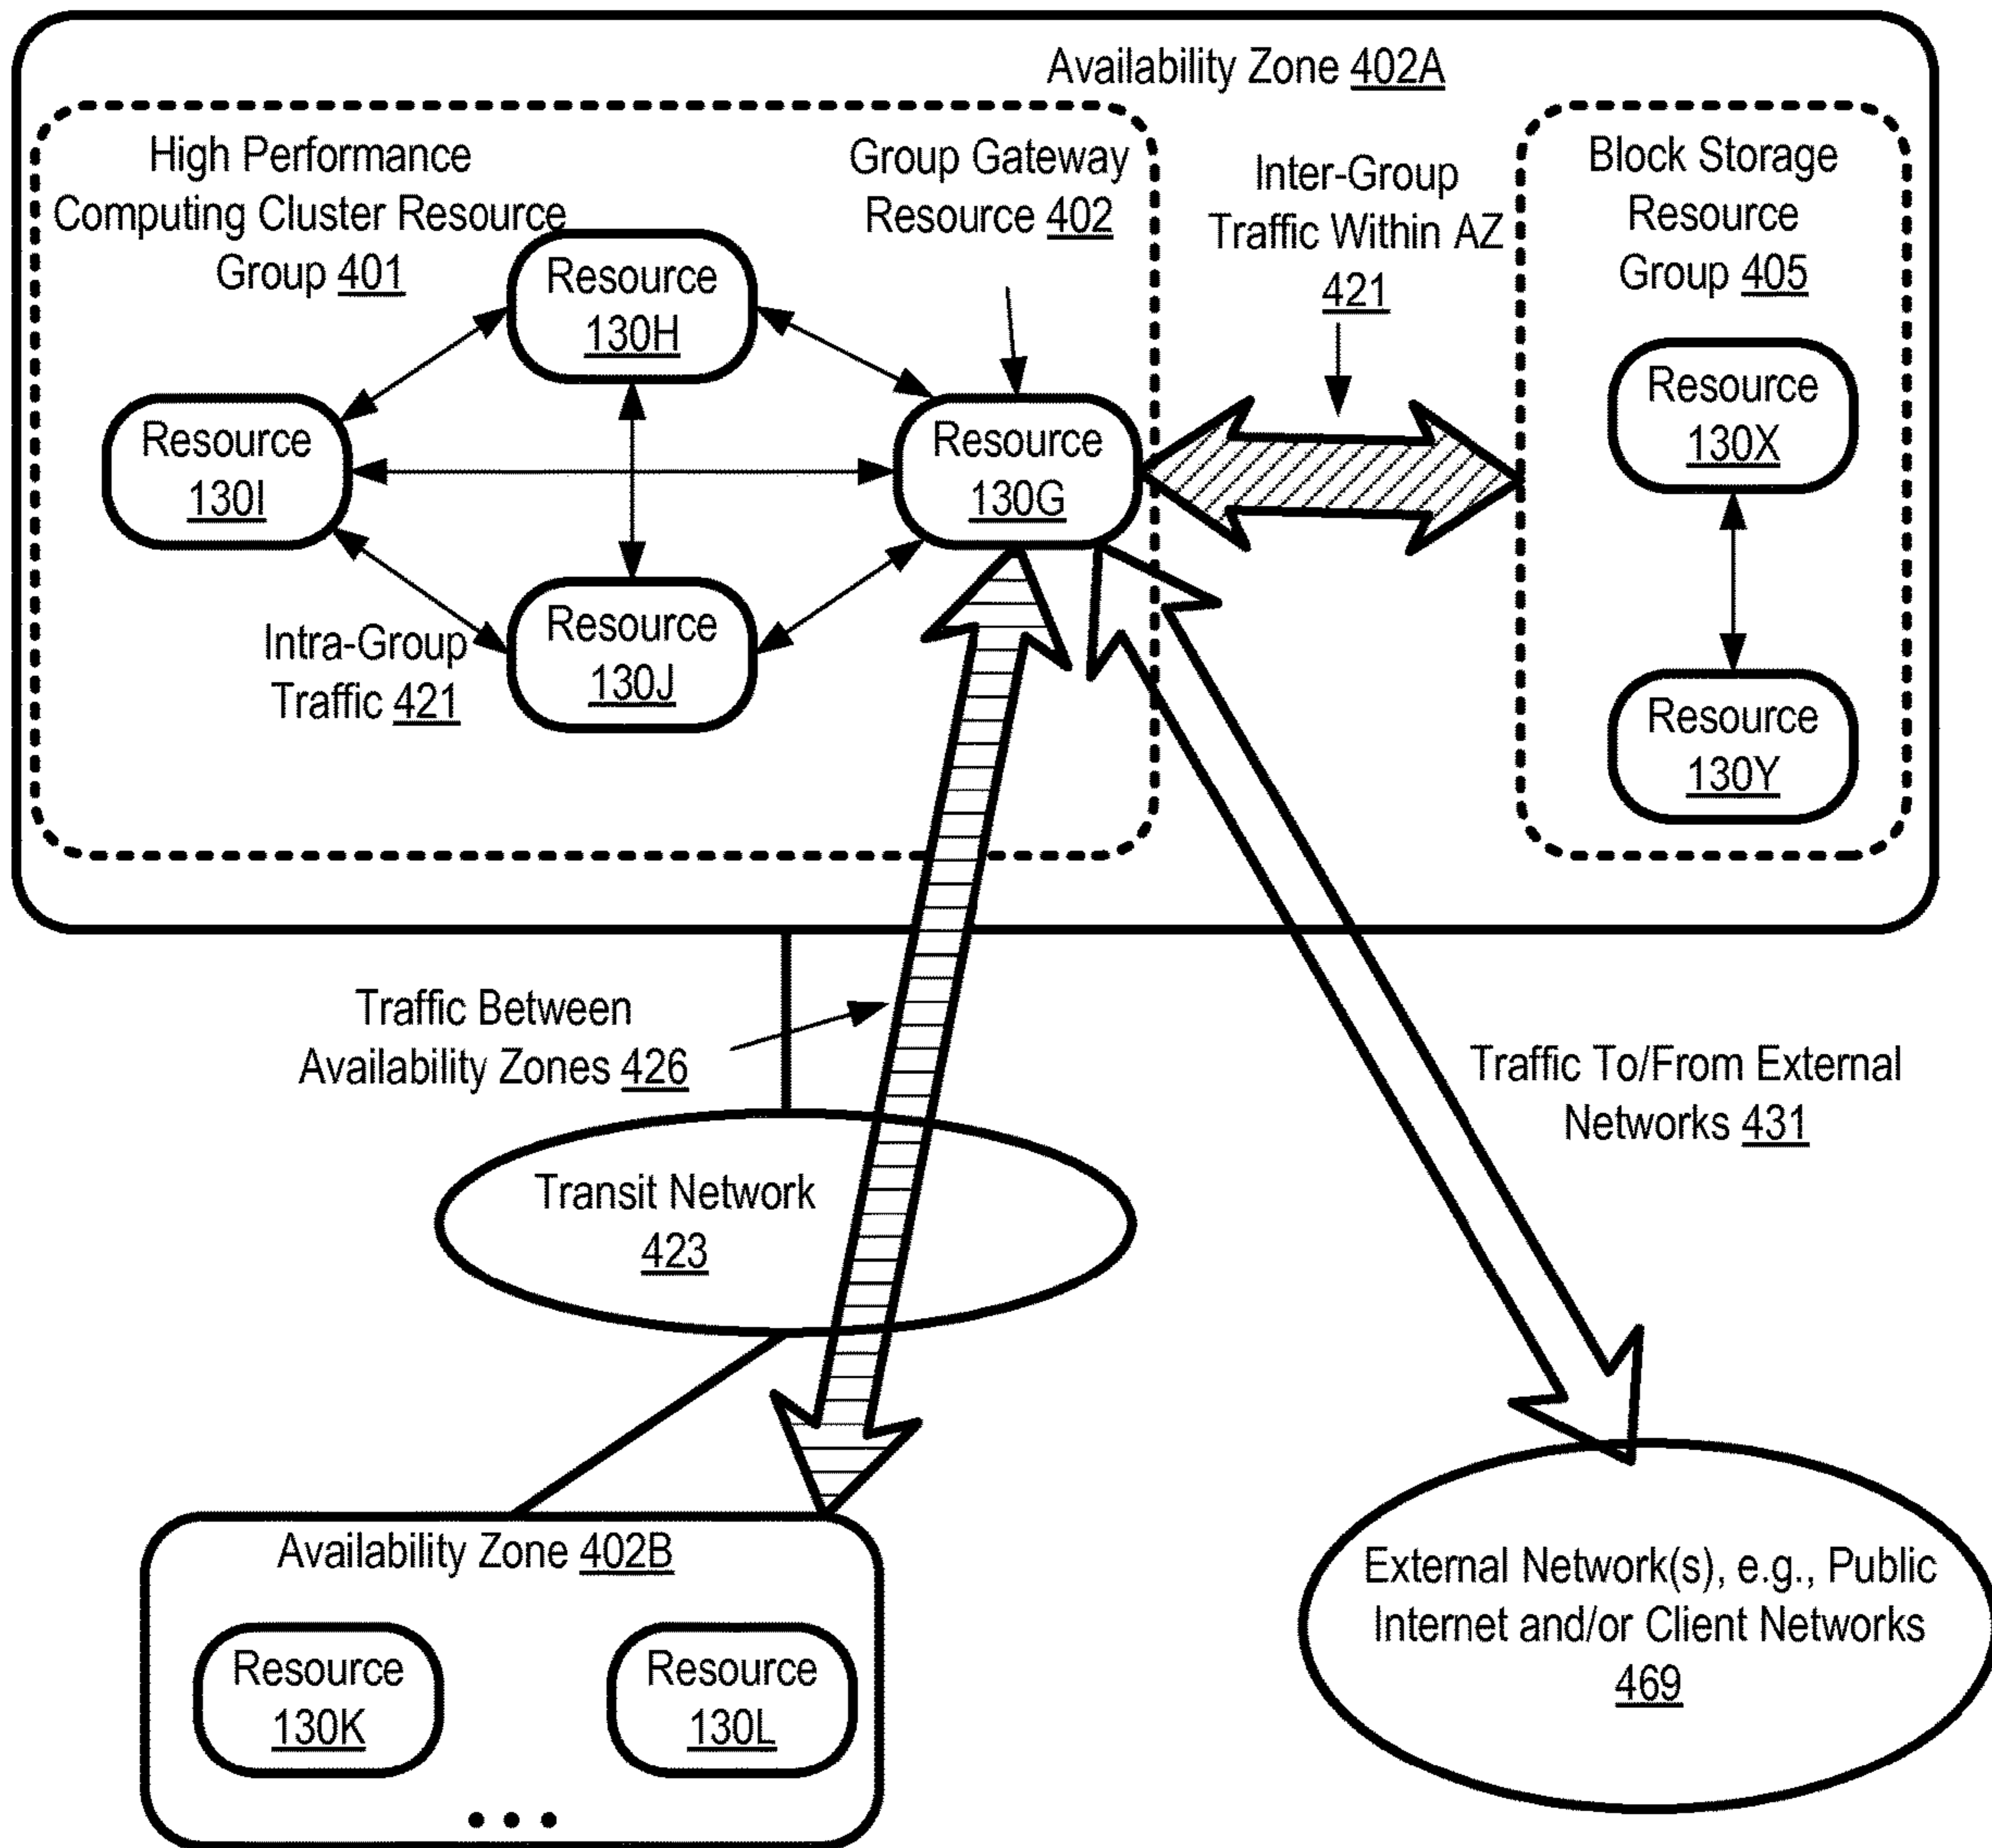 Availability Zone 402A
High Performance
Computing Cluster Resource
Group 401
Group Gateway
Resource 402
Inter-Group
Traffic Within AZ
421
Block Storage
Resource
Group 405
Resource
130H
Resource
130I
Resource
130G
Resource
130X
Intra-Group
Traffic 421
Resource
130J
Resource
130Y
Traffic Between
Availability Zones 426
Traffic To/From External
Networks 431
Transit Network
423
Availability Zone 402B
Resource
130K
Resource
130L
• • •
External Network(s), e.g., Public
Internet and/or Client Networks
469